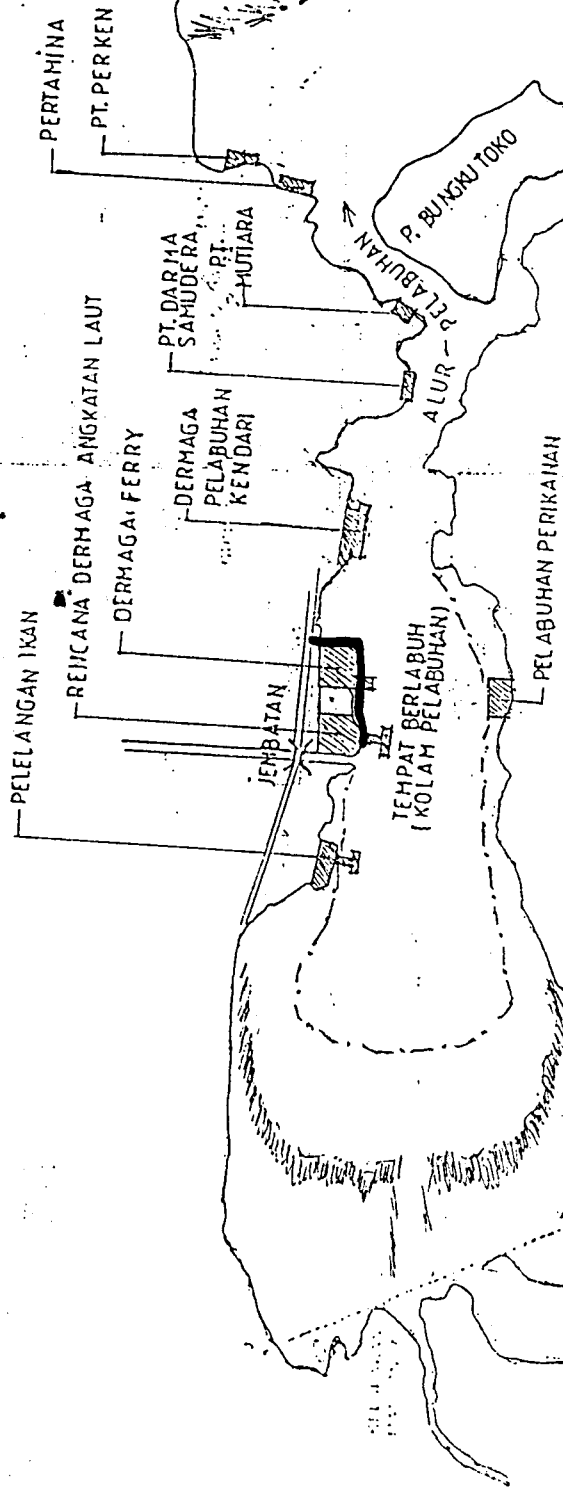 PELELANGAN IKAN
RENCANA DERMAGA ANGKATAN LAUT
DERMAGA FERRY
DERMAGA
PELABUHAN
KENDARI
PT. DARMA
SAMUDERA
PT.
MUTIARA
PERTAMINA
PT. PERKEN
JEMBATAN
TEMPAT BERLABUH
(KOLAM PELABUHAN)
ALUR — PELABUHAN
P. BUNGKUTOKO
PELABUHAN PERIKANAN